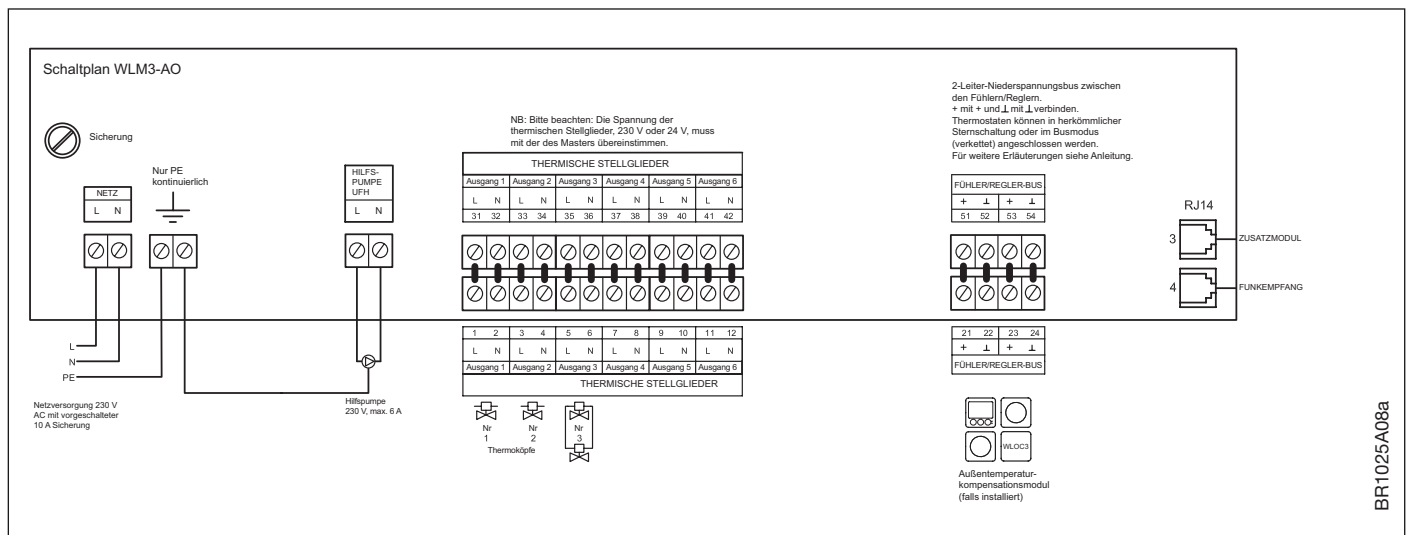 Schaltplan WLM3-AO
Sicherung
Nur PE
kontinuierlich
NETZ
L N
HILFS-
PUMPE
UFH
L N
NB: Bitte beachten: Die Spannung der
thermischen Stellglieder, 230 V oder 24 V, muss
mit der des Masters übereinstimmen.
THERMISCHE STELLGLIEDER
Ausgang 1 Ausgang 2 Ausgang 3 Ausgang 4 Ausgang 5 Ausgang 6
L N L N L N L N L N L N
31 32 33 34 35 36 37 38 39 40 41 42
2-Leiter-Niederspannungsbus zwischen
den Fühlern/Reglern.
+ mit + und ⊥ mit ⊥ verbinden.
Thermostaten können in herkömmlicher
Sternschaltung oder im Busmodus
(verkettet) angeschlossen werden.
Für weitere Erläuterungen siehe Anleitung.
FÜHLER/REGLER-BUS
+ ⊥ + ⊥
51 52 53 54
RJ14
3 ZUSATZMODUL
4 FUNKEMPFANG
L
N
PE
Netzversorgung 230 V
AC mit vorgeschalteter
10 A Sicherung
Hilfspumpe
230 V, max. 6 A
1 2 3 4 5 6 7 8 9 10 11 12
L N L N L N L N L N L N
Ausgang 1 Ausgang 2 Ausgang 3 Ausgang 4 Ausgang 5 Ausgang 6
THERMISCHE STELLGLIEDER
Nr Nr Nr
1 2 3
Thermoköpfe
21 22 23 24
+ ⊥ + ⊥
FÜHLER/REGLER-BUS
WLOC3
Außentemperatur-
kompensationsmodul
(falls installiert)
BR1025A08a